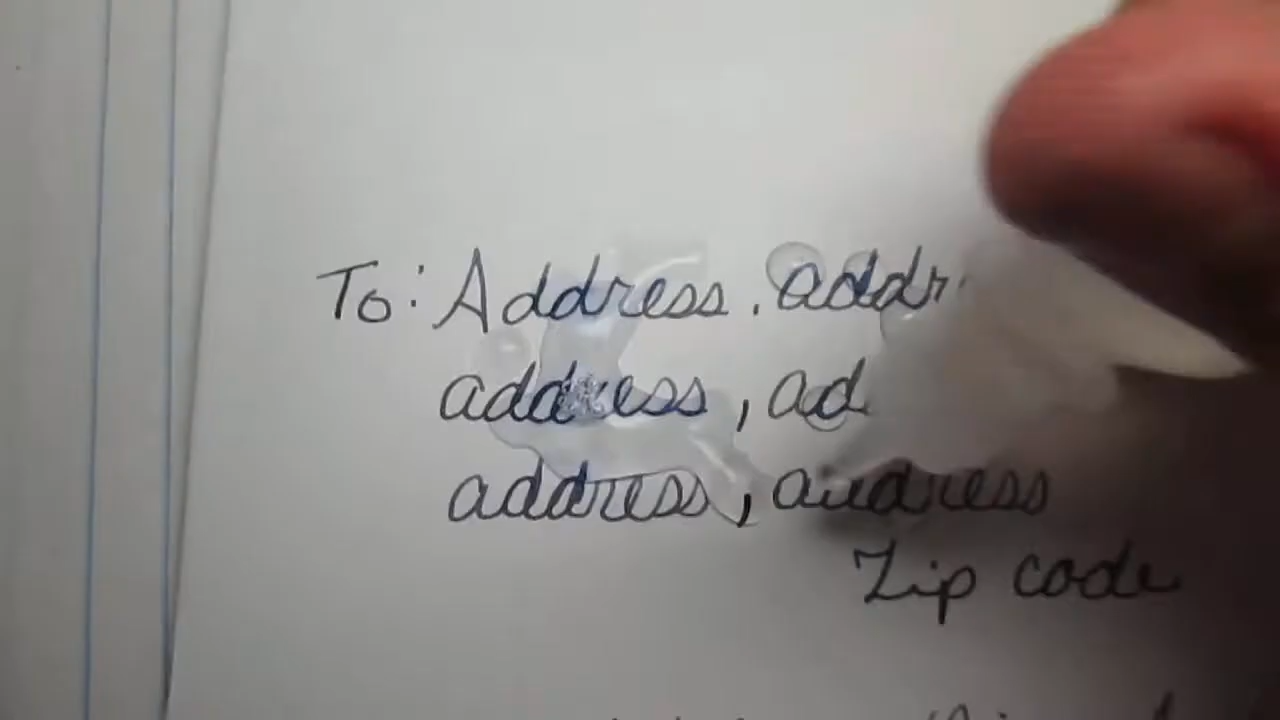 To: Address, addr
address, ad
address, address
Zip code